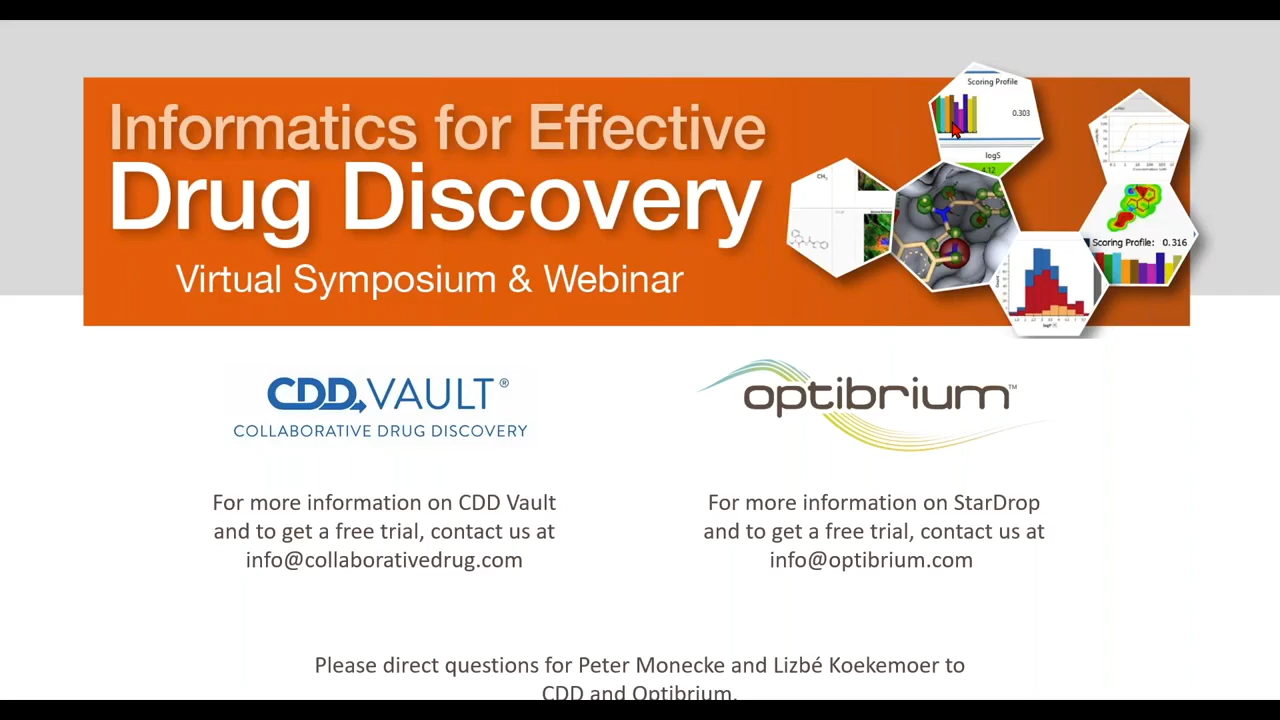 Informatics for Effective
Drug Discovery
Virtual Symposium & Webinar
Scoring Profile
0.303
logS
4.12
CH₃
Scoring Profile: 0.316
CDD VAULT®
COLLABORATIVE DRUG DISCOVERY
optibrium™
For more information on CDD Vault
and to get a free trial, contact us at
info@collaborativedrug.com
For more information on StarDrop
and to get a free trial, contact us at
info@optibrium.com
Please direct questions for Peter Monecke and Lizbé Koekemoer to
CDD and Optibrium.